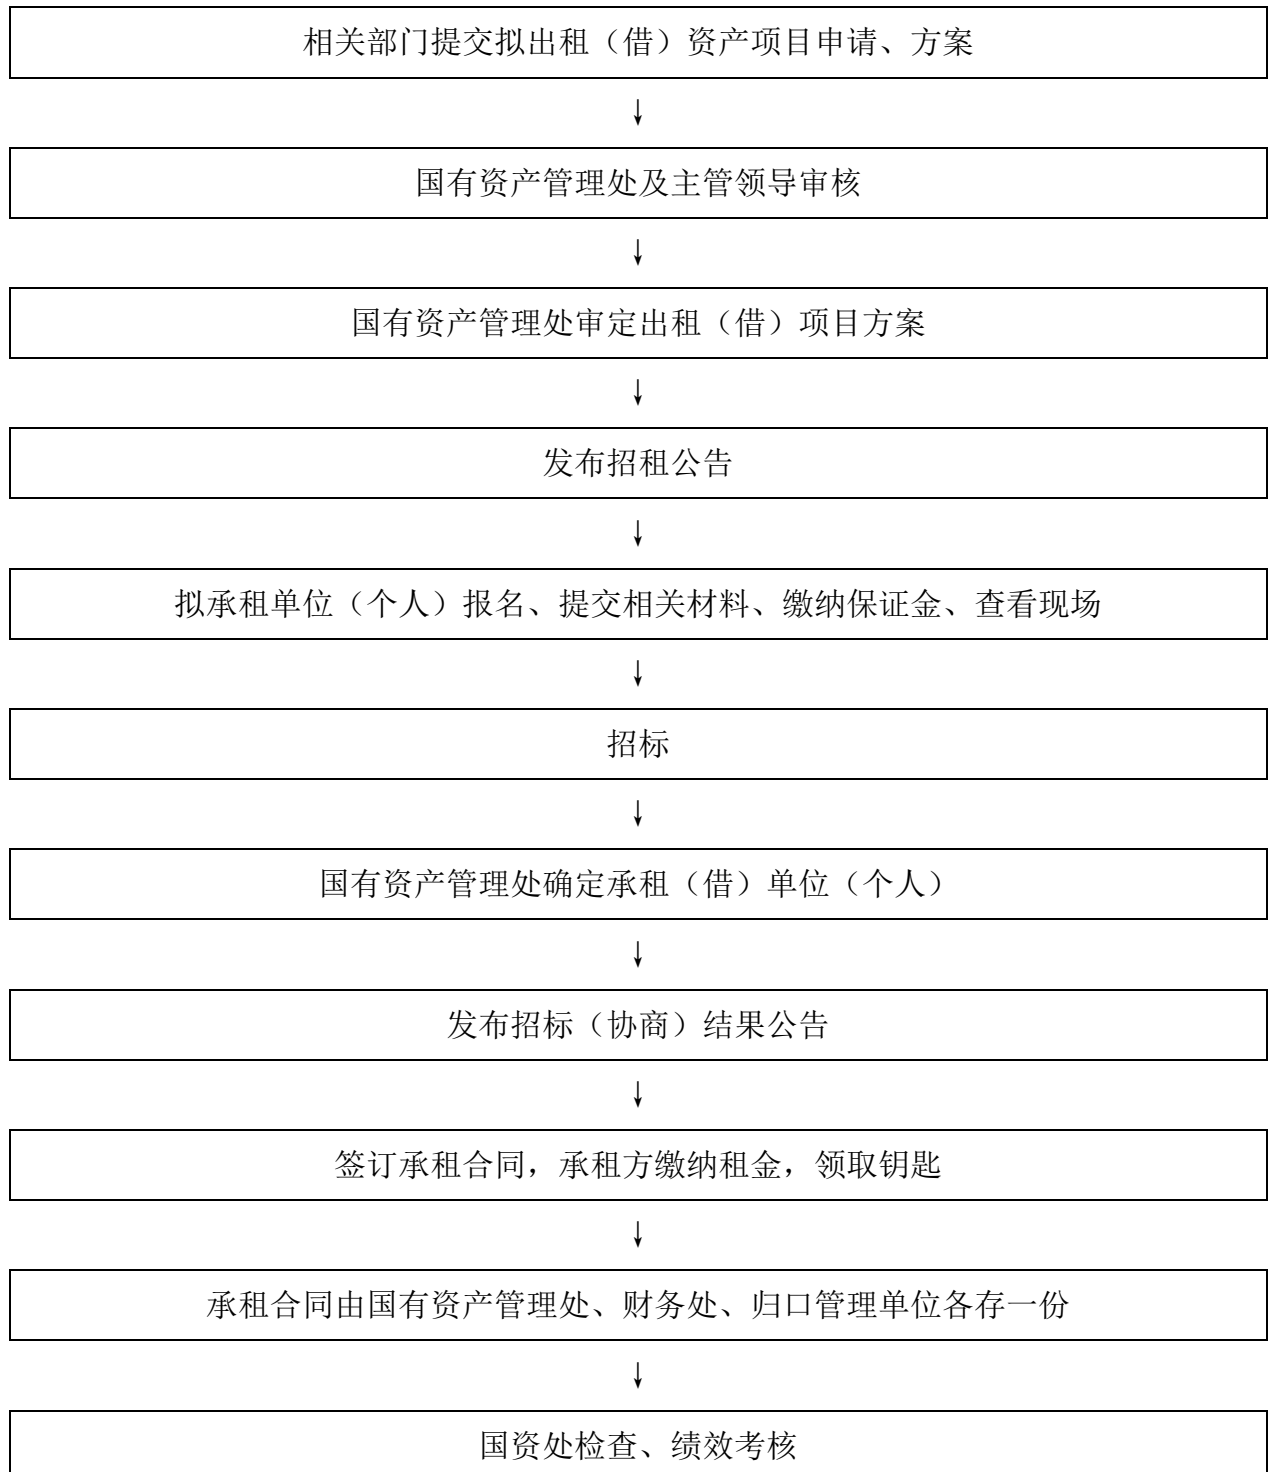 相关部门提交拟出租（借）资产项目申请、方案
↓
国有资产管理处及主管领导审核
↓
国有资产管理处审定出租（借）项目方案
↓
发布招租公告
↓
拟承租单位（个人）报名、提交相关材料、缴纳保证金、查看现场
↓
招标
↓
国有资产管理处确定承租（借）单位（个人）
↓
发布招标（协商）结果公告
↓
签订承租合同，承租方缴纳租金，领取钥匙
↓
承租合同由国有资产管理处、财务处、归口管理单位各存一份
↓
国资处检查、绩效考核